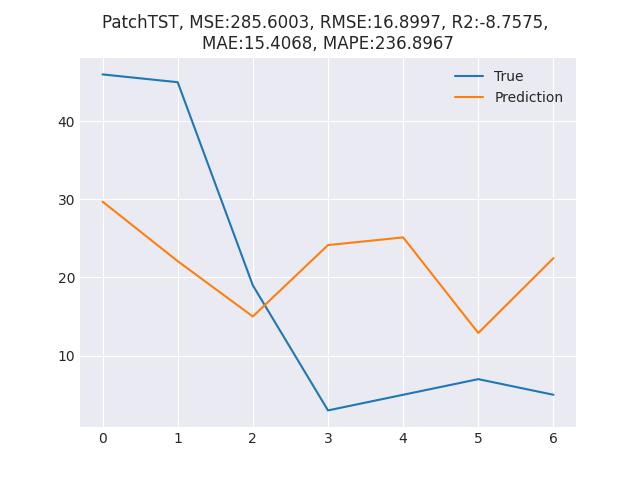 PatchTST, MSE:285.6003, RMSE:16.8997, R2:-8.7575,
MAE:15.4068, MAPE:236.8967
True
Prediction
40
30
20
10
0 1 2 3 4 5 6